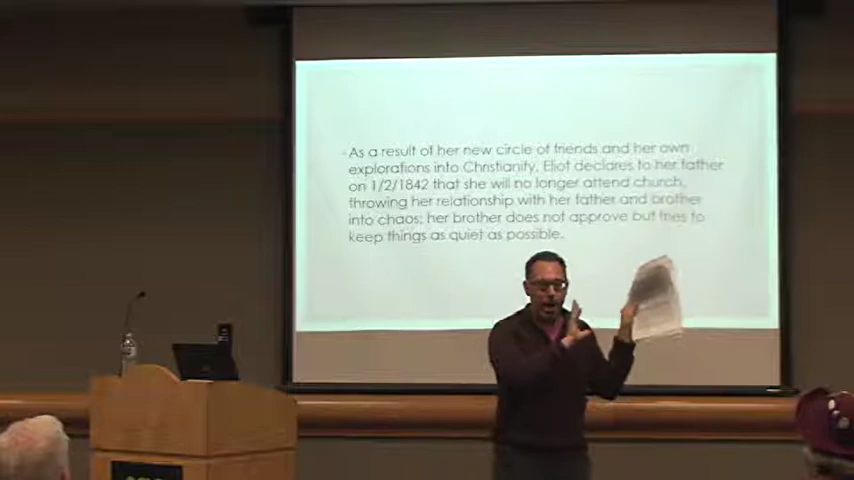 As a result of her new circle of friends and her own
explorations into Christianity, Eliot declares to her father
on 1/2/1842 that she will no longer attend church,
throwing her relationship with her father and brother
into chaos; her brother does not approve but tries to
keep things as quiet as possible.